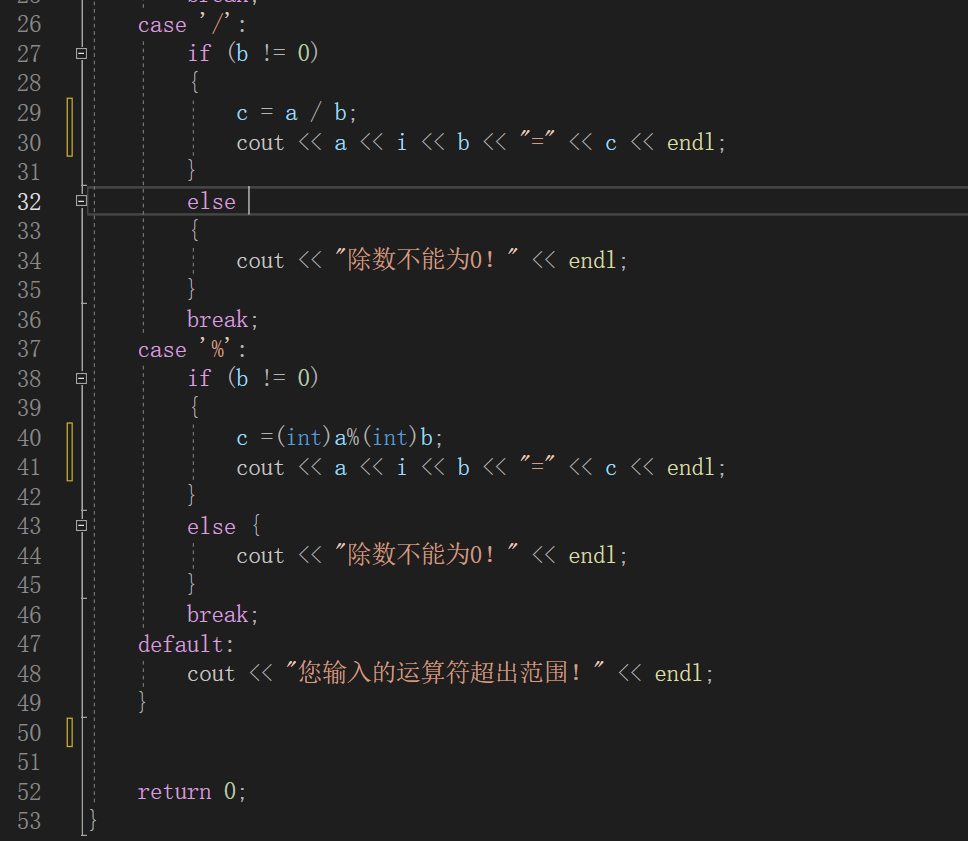 break;
26 case '/':
27 if (b != 0)
28 {
29 c = a / b;
30 cout << a << i << b << "=" << c << endl;
31 }
32 else
33 {
34 cout << "除数不能为0！" << endl;
35 }
36 break;
37 case '%':
38 if (b != 0)
39 {
40 c =(int)a%(int)b;
41 cout << a << i << b << "=" << c << endl;
42 }
43 else {
44 cout << "除数不能为0！" << endl;
45 }
46 break;
47 default:
48 cout << "您输入的运算符超出范围！" << endl;
49 }
50
51
52 return 0;
53 }